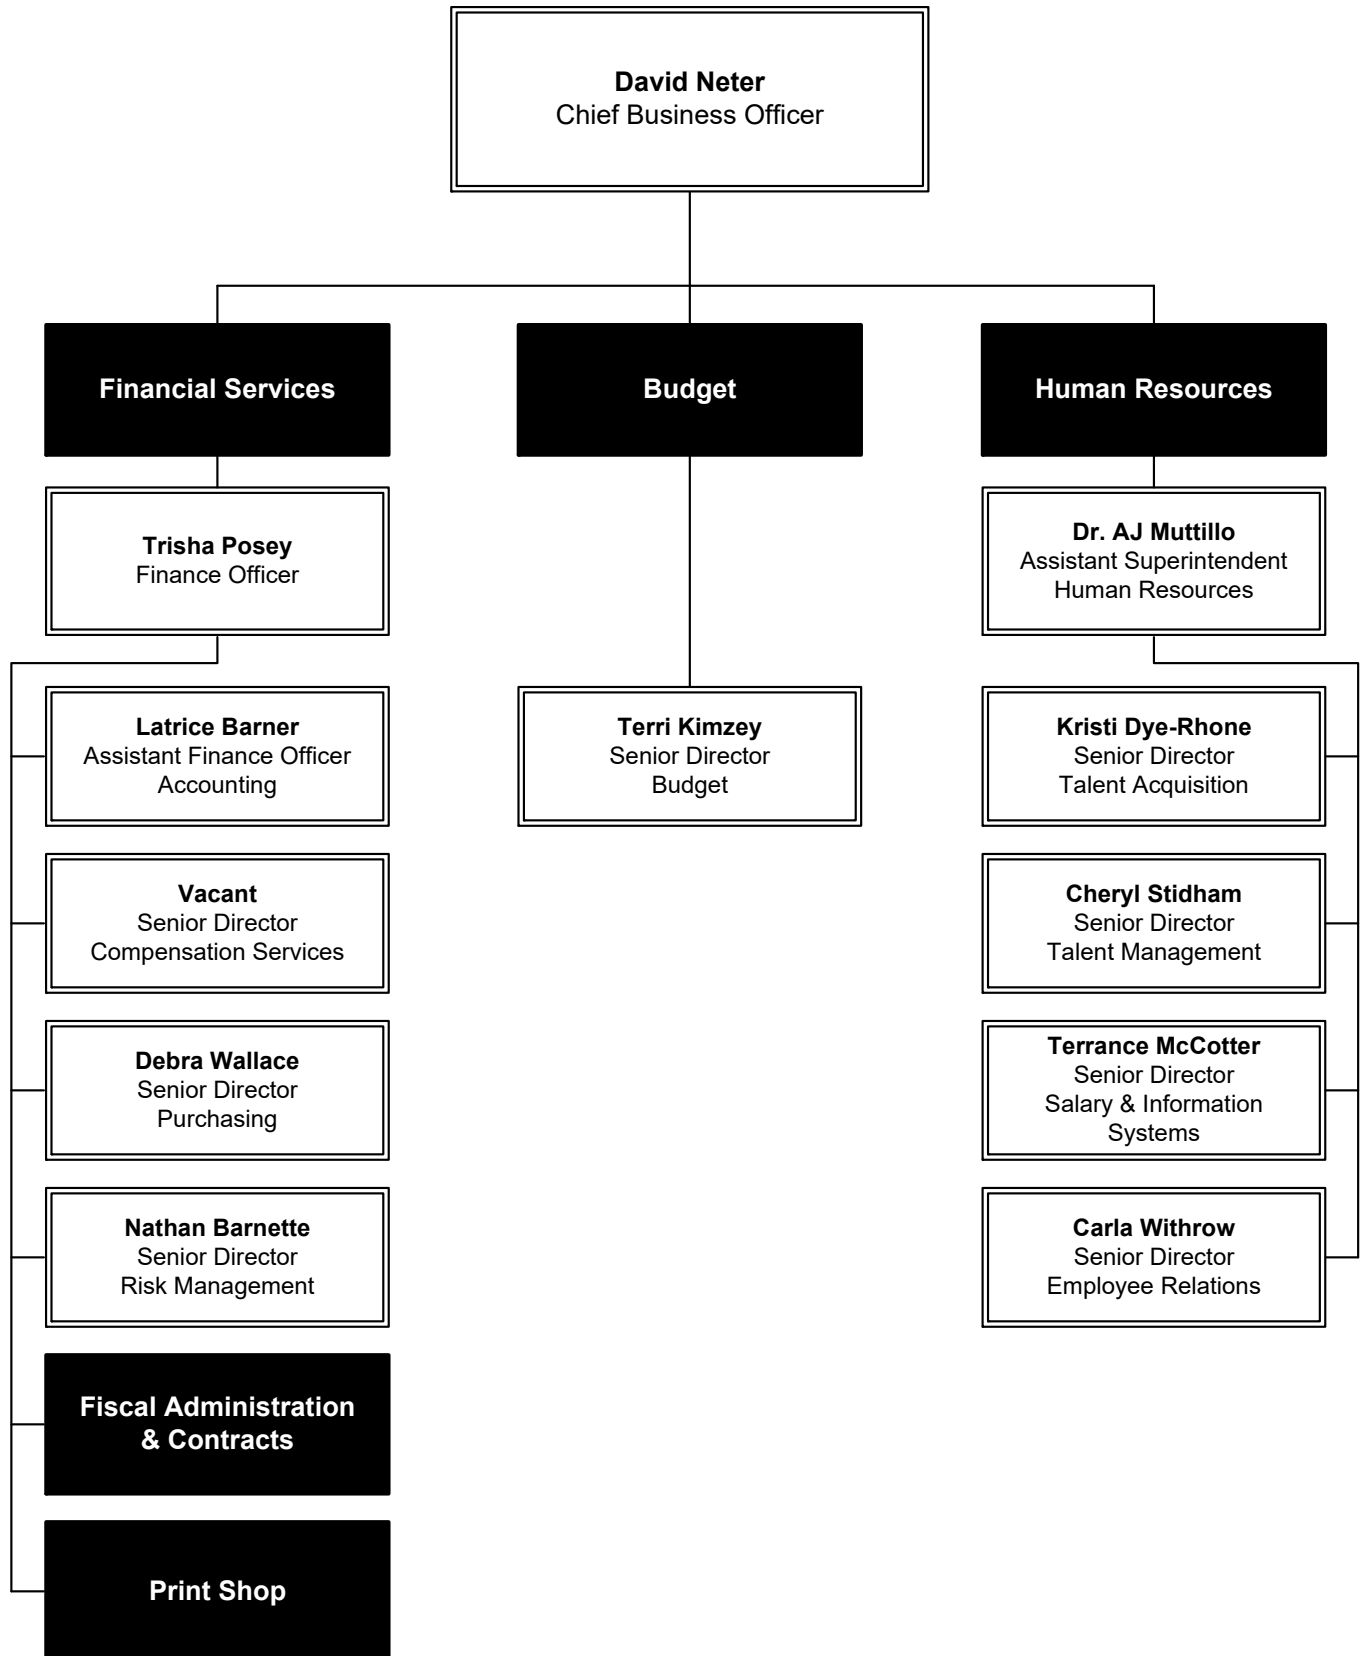 David Neter
Chief Business Officer
Financial Services
Budget
Human Resources
Trisha Posey
Finance Officer
Dr. AJ Muttillo
Assistant Superintendent
Human Resources
Latrice Barner
Assistant Finance Officer
Accounting
Terri Kimzey
Senior Director
Budget
Kristi Dye-Rhone
Senior Director
Talent Acquisition
Vacant
Senior Director
Compensation Services
Cheryl Stidham
Senior Director
Talent Management
Debra Wallace
Senior Director
Purchasing
Terrance McCotter
Senior Director
Salary & Information
Systems
Nathan Barnette
Senior Director
Risk Management
Carla Withrow
Senior Director
Employee Relations
Fiscal Administration
& Contracts
Print Shop